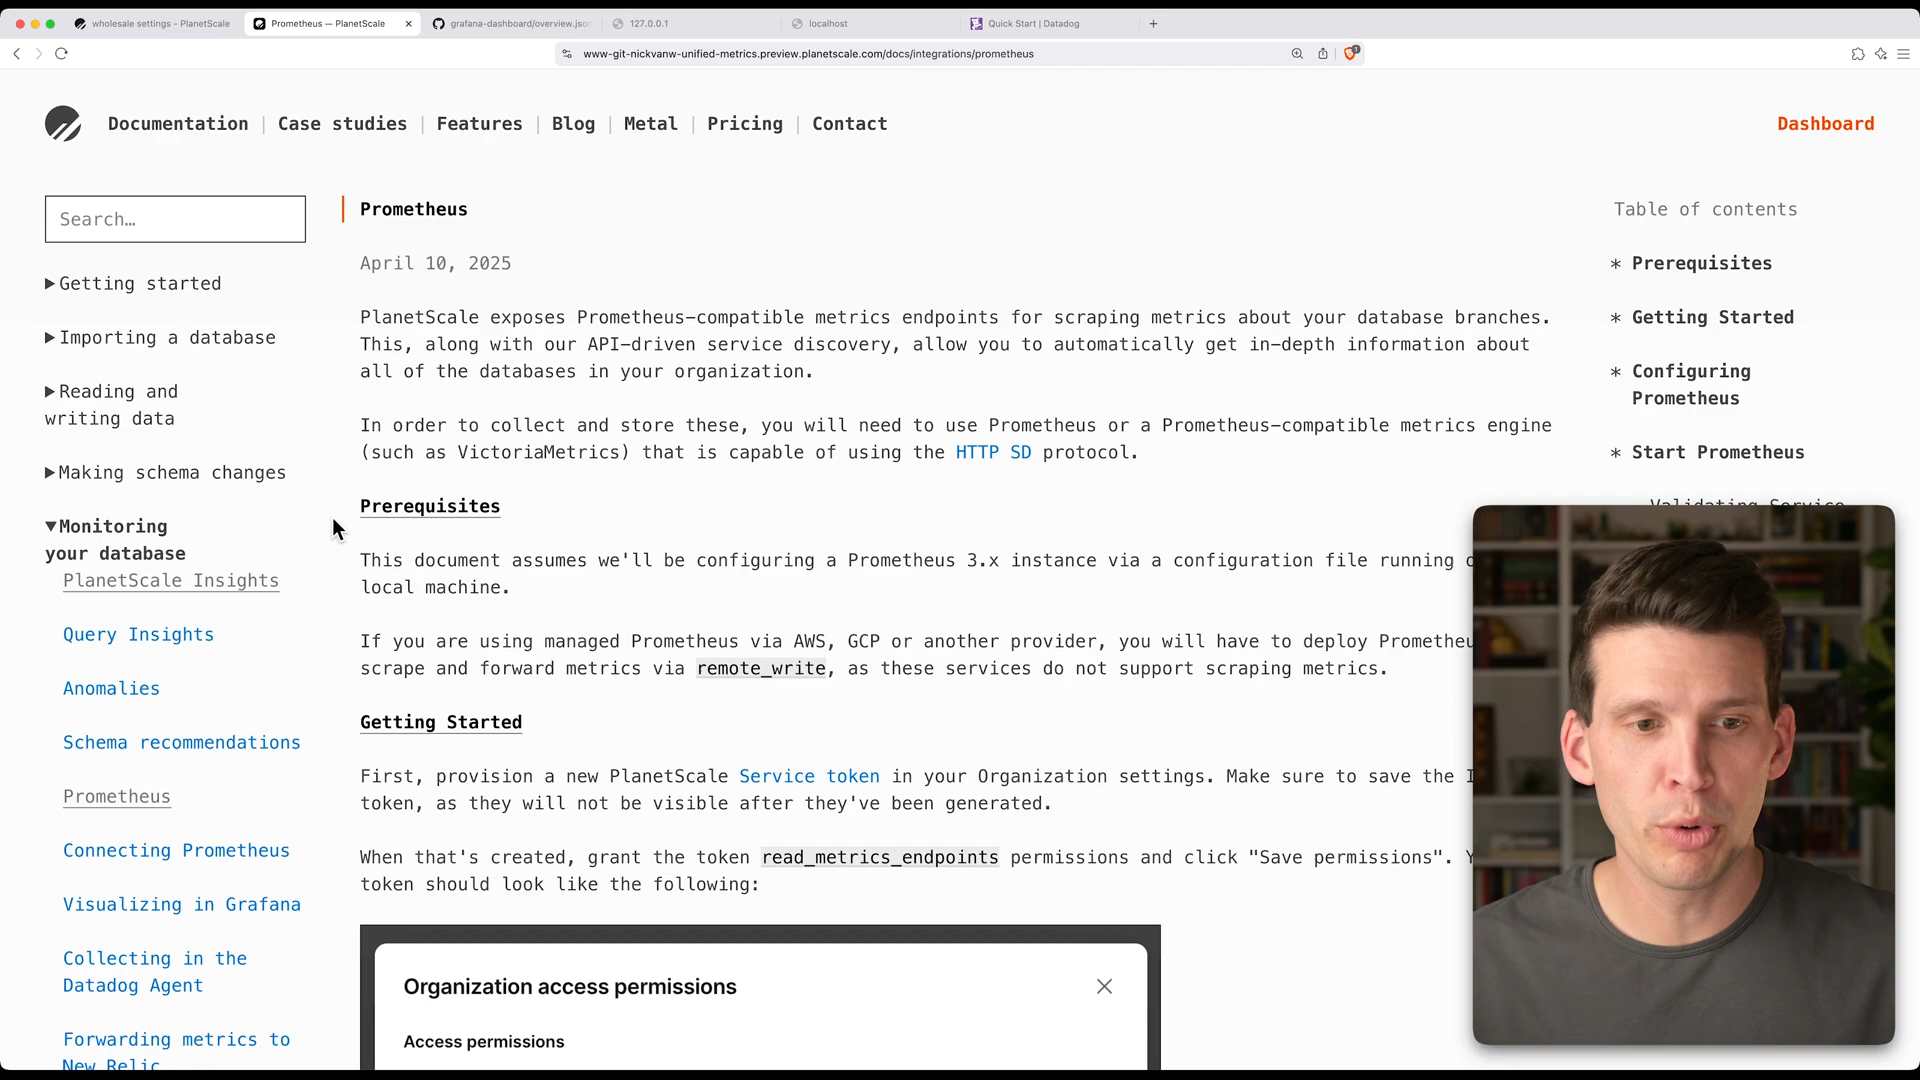 wholesale settings - PlanetScale
Prometheus — PlanetScale
grafana-dashboard/overview.json
127.0.0.1
localhost
Quick Start | Datadog
www-git-nickvanw-unified-metrics.preview.planetscale.com/docs/integrations/prometheus
1
Documentation | Case studies | Features | Blog | Metal | Pricing | Contact
Dashboard
Search…
Getting started
Importing a database
Reading and
writing data
Making schema changes
Monitoring
your database
PlanetScale Insights
Query Insights
Anomalies
Schema recommendations
Prometheus
Connecting Prometheus
Visualizing in Grafana
Collecting in the
Datadog Agent
Forwarding metrics to
New Relic
Prometheus
April 10, 2025
PlanetScale exposes Prometheus-compatible metrics endpoints for scraping metrics about your database branches.
This, along with our API-driven service discovery, allow you to automatically get in-depth information about
all of the databases in your organization.
In order to collect and store these, you will need to use Prometheus or a Prometheus-compatible metrics engine
(such as VictoriaMetrics) that is capable of using the HTTP SD protocol.
Prerequisites
This document assumes we'll be configuring a Prometheus 3.x instance via a configuration file running
local machine.
If you are using managed Prometheus via AWS, GCP or another provider, you will have to deploy Prometheu
scrape and forward metrics via remote_write, as these services do not support scraping metrics.
Getting Started
First, provision a new PlanetScale Service token in your Organization settings. Make sure to save the
token, as they will not be visible after they've been generated.
When that's created, grant the token read_metrics_endpoints permissions and click "Save permissions".
token should look like the following:
Organization access permissions
Access permissions
Table of contents
* Prerequisites
* Getting Started
* Configuring
Prometheus
* Start Prometheus
Validating Service